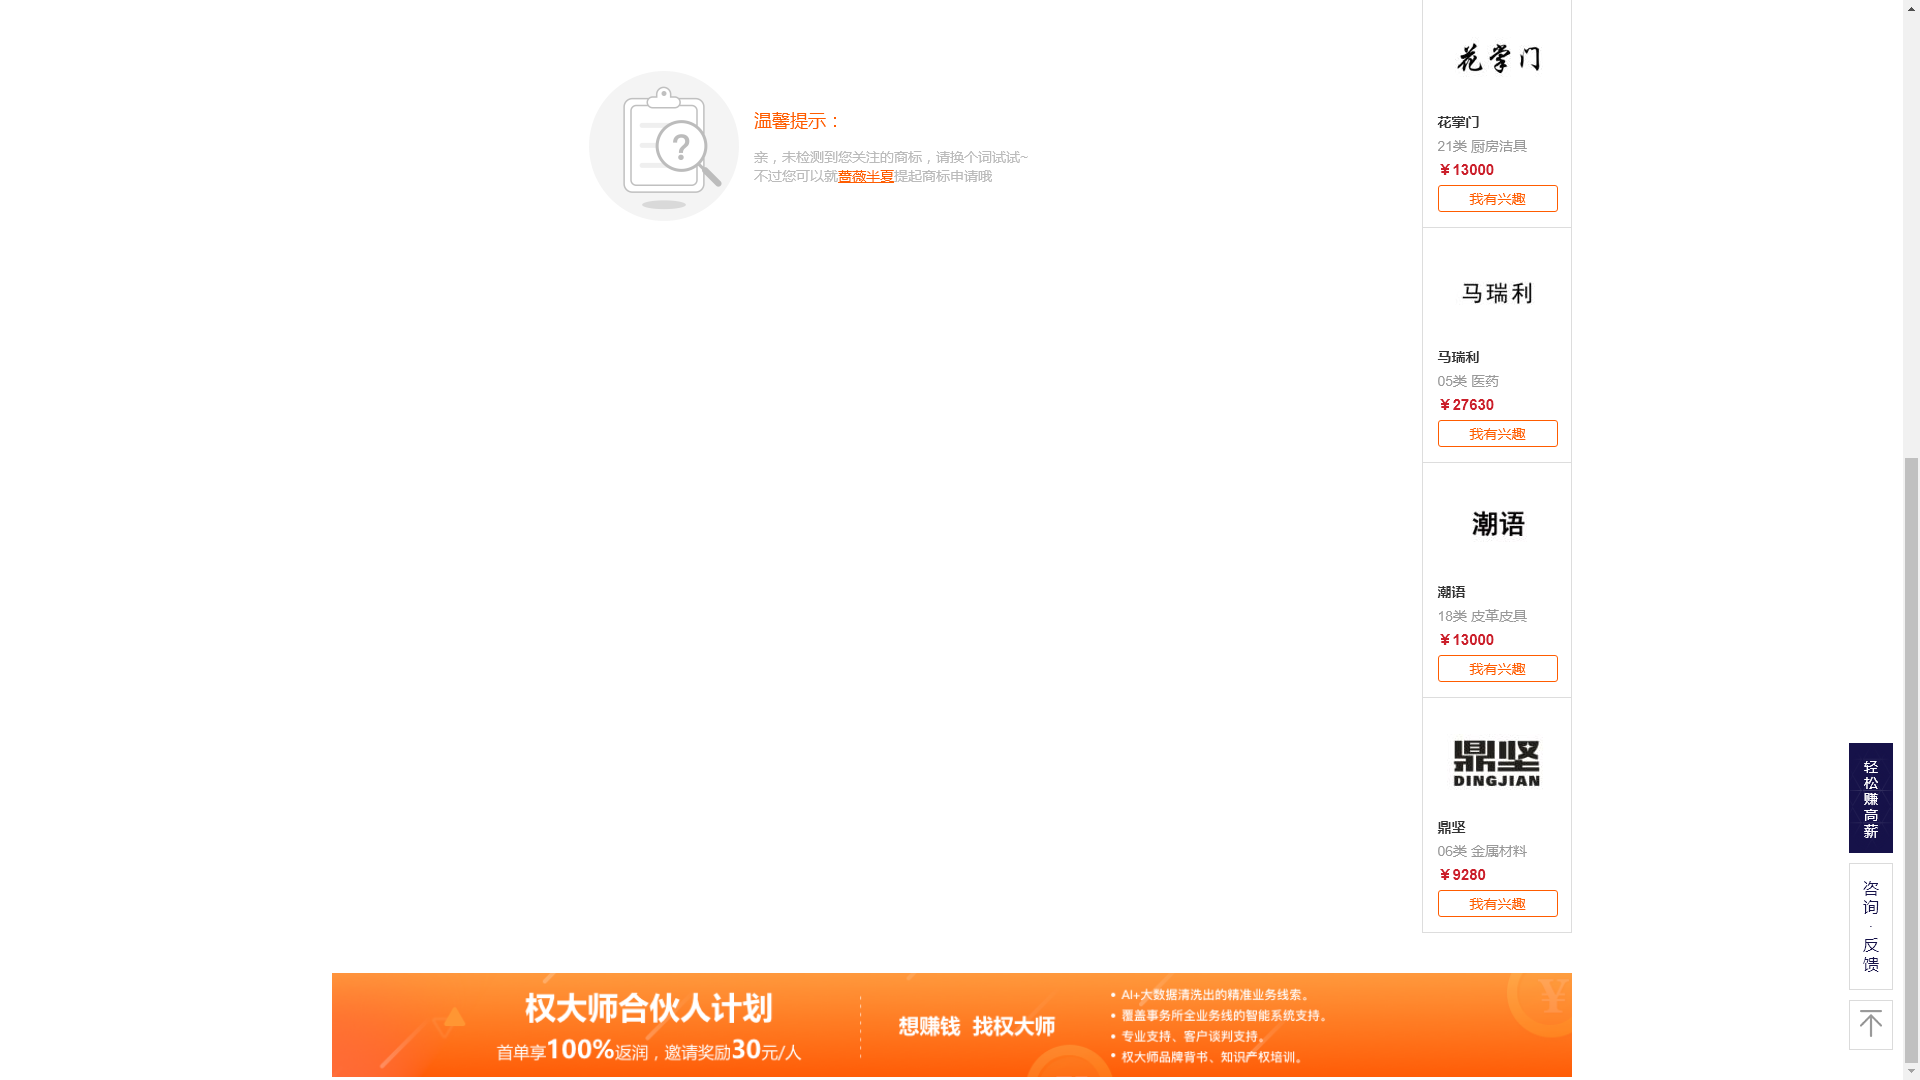 温馨提示：
亲，未检测到您关注的商标，请换个词试试~
不过您可以就蔷薇半夏提起商标申请哦
花掌门
花掌门
21类 厨房洁具
￥13000
我有兴趣
马瑞利
马瑞利
05类 医药
￥27630
我有兴趣
潮语
潮语
18类 皮革皮具
￥13000
我有兴趣
鼎坚
DINGJIAN
鼎坚
06类 金属材料
￥9280
我有兴趣
轻松赚高薪
咨询·反馈
权大师合伙人计划
首单享100%返润，邀请奖励30元/人
想赚钱 找权大师
• AI+大数据清洗出的精准业务线索。
• 覆盖事务所全业务线的智能系统支持。
• 专业支持、客户谈判支持。
• 权大师品牌背书、知识产权培训。